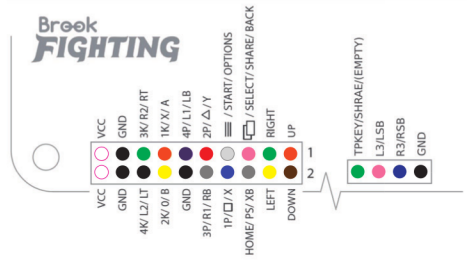 Brook
FIGHTING
VCC
GND
3K/ R2/ RT
1K/ X/ A
4P/ L1/ LB
2P/ △/ Y
☰ / START/ OPTIONS
/ SELECT/ SHARE/ BACK
RIGHT
UP
1
2
VCC
GND
4K/ L2/ LT
2K/ 0/ B
GND
3P/ R1/ RB
1P/ □/ X
HOME/ PS/ XB
LEFT
DOWN
TPKEY/SHRAE/(EMPTY)
L3/LSB
R3/RSB
GND